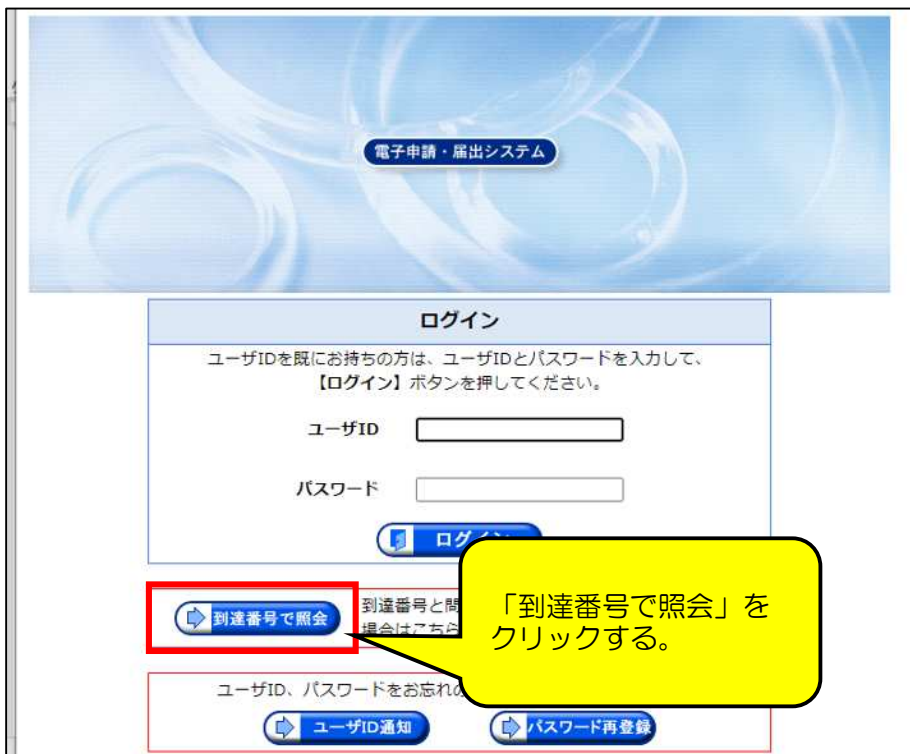 電子申請・届出システム
ログイン
ユーザIDを既にお持ちの方は、ユーザIDとパスワードを入力して、
【ログイン】ボタンを押してください。
ユーザID
パスワード
到達番号で照会
到達番号と問
場合はこちら
「到達番号で照会」を
クリックする。
ユーザID、パスワードをお忘れの
ユーザID通知
パスワード再登録